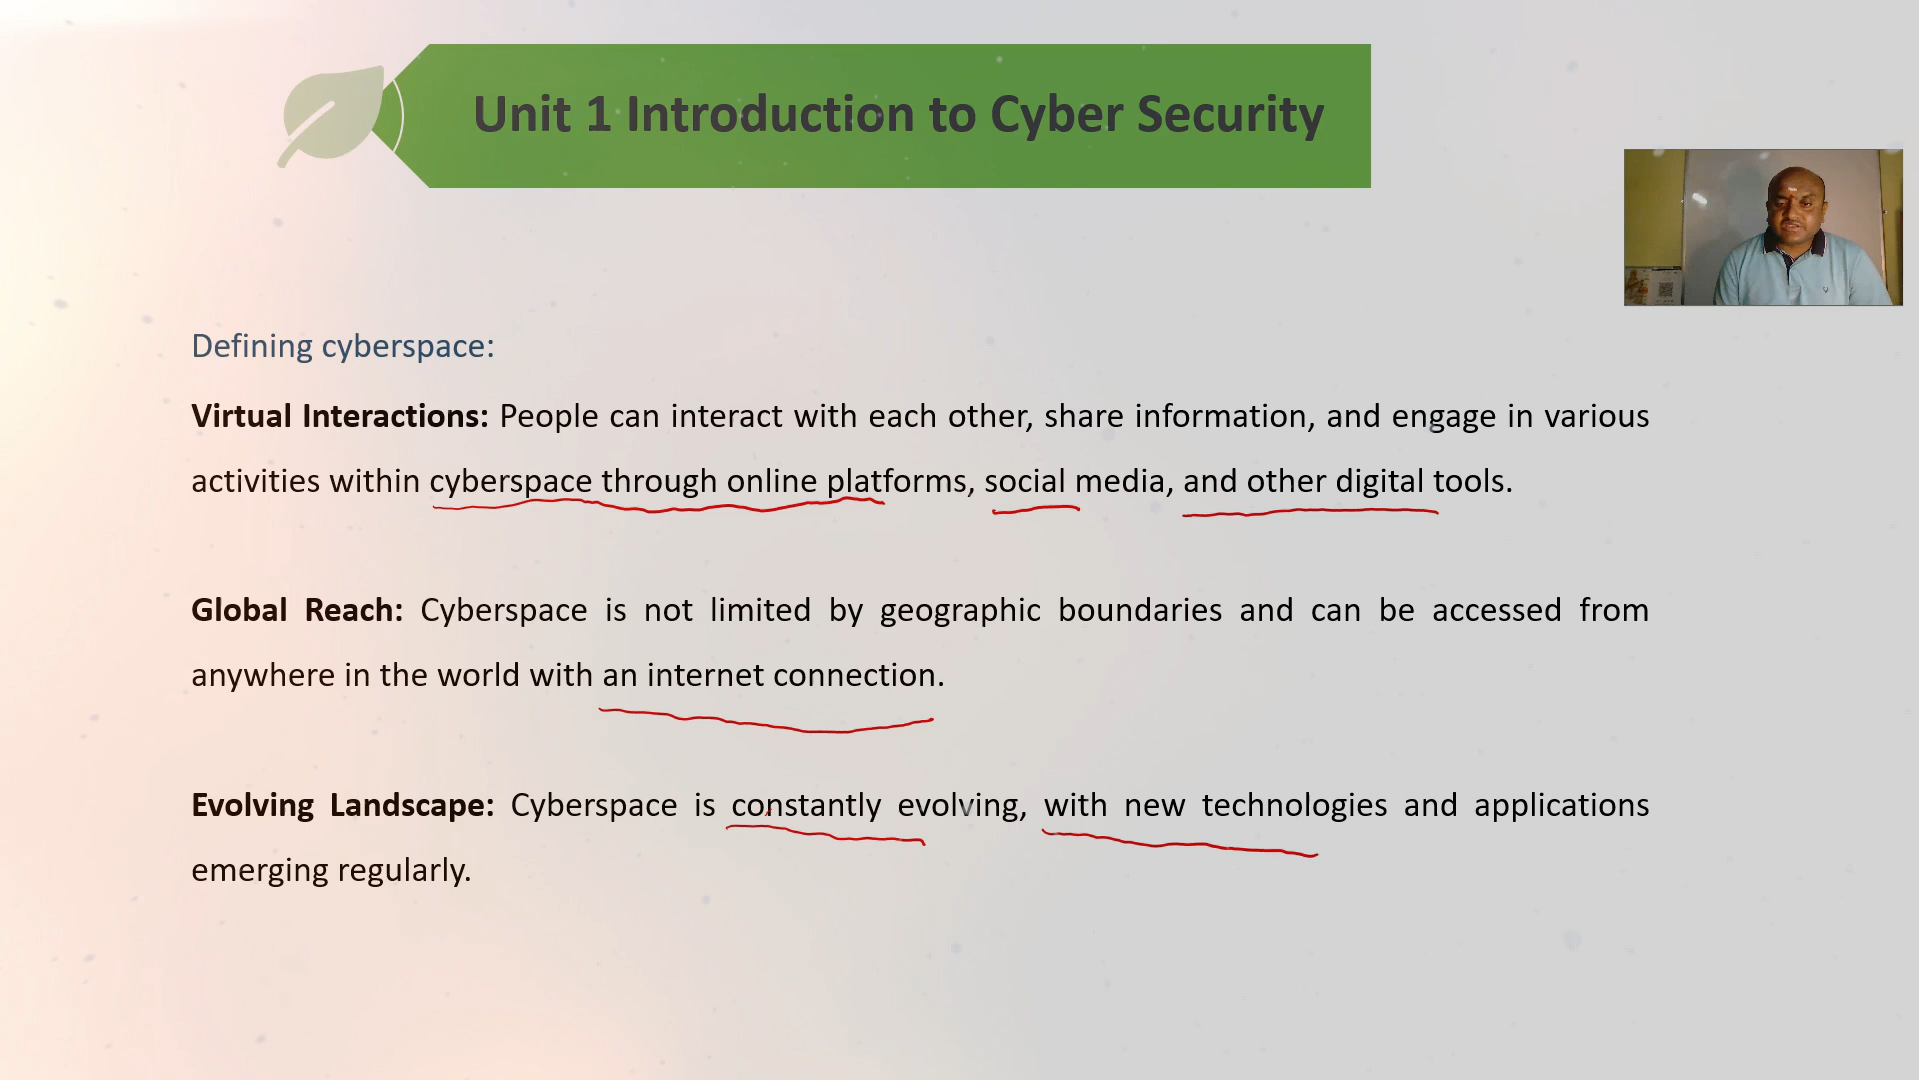 Unit 1 Introduction to Cyber Security
Defining cyberspace:
Virtual Interactions: People can interact with each other, share information, and engage in various
activities within cyberspace through online platforms, social media, and other digital tools.
Global Reach: Cyberspace is not limited by geographic boundaries and can be accessed from
anywhere in the world with an internet connection.
Evolving Landscape: Cyberspace is constantly evolving, with new technologies and applications
emerging regularly.